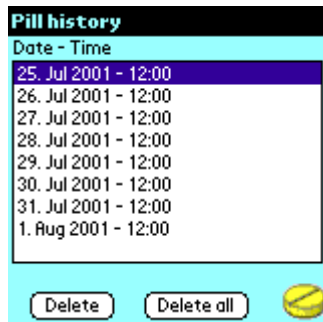 Pill history
Date - Time
25. Jul 2001 - 12:00
26. Jul 2001 - 12:00
27. Jul 2001 - 12:00
28. Jul 2001 - 12:00
29. Jul 2001 - 12:00
30. Jul 2001 - 12:00
31. Jul 2001 - 12:00
1. Aug 2001 - 12:00
Delete Delete all